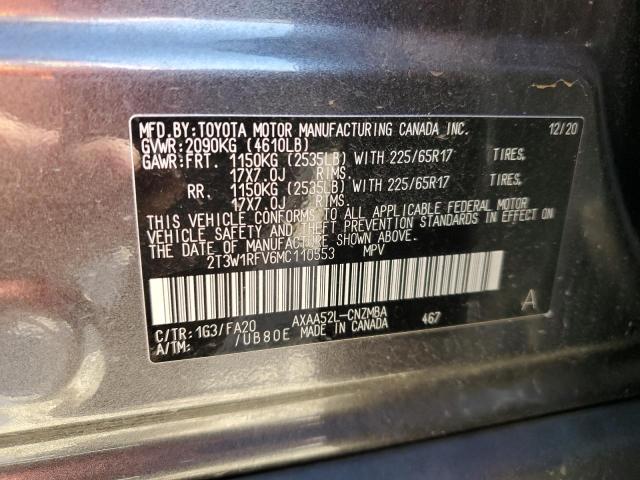 MFD.BY:TOYOTA MOTOR MANUFACTURING CANADA INC. 12/20
GVWR:2090KG (4610LB)
GAWR:FRT. 1150KG (2535LB) WITH 225/65R17 TIRES,
17X7.0J RIMS.
RR. 1150KG (2535LB) WITH 225/65R17 TIRES,
17X7.0J RIMS.
THIS VEHICLE CONFORMS TO ALL APPLICABLE FEDERAL MOTOR
VEHICLE SAFETY AND THEFT PREVENTION STANDARDS IN EFFECT ON
THE DATE OF MANUFACTURE SHOWN ABOVE.
2T3W1RFV6MC110553 MPV
C/TR: 1G3/FA20 AXAA52L-CNZMBA 467 A
A/TM: /UB80E MADE IN CANADA